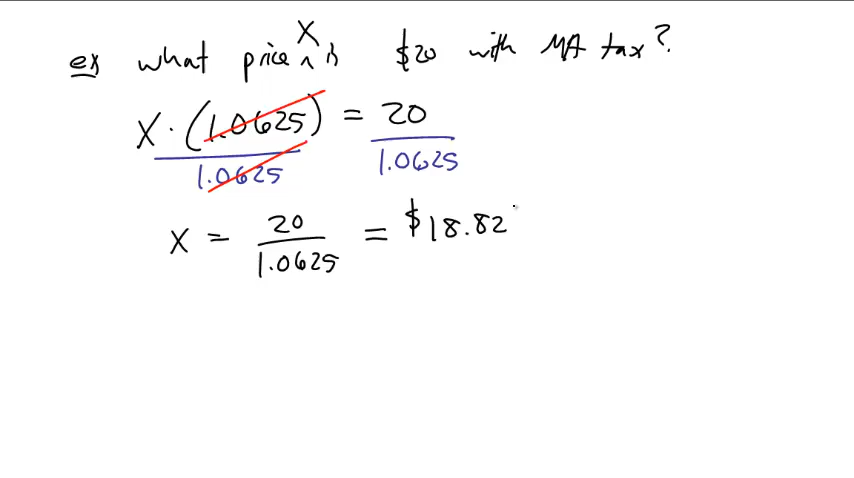 ex what price x is $20 with MA tax?
x · (1.0625) = 20
1.0625 1.0625
x = 20 = $18.82
1.0625